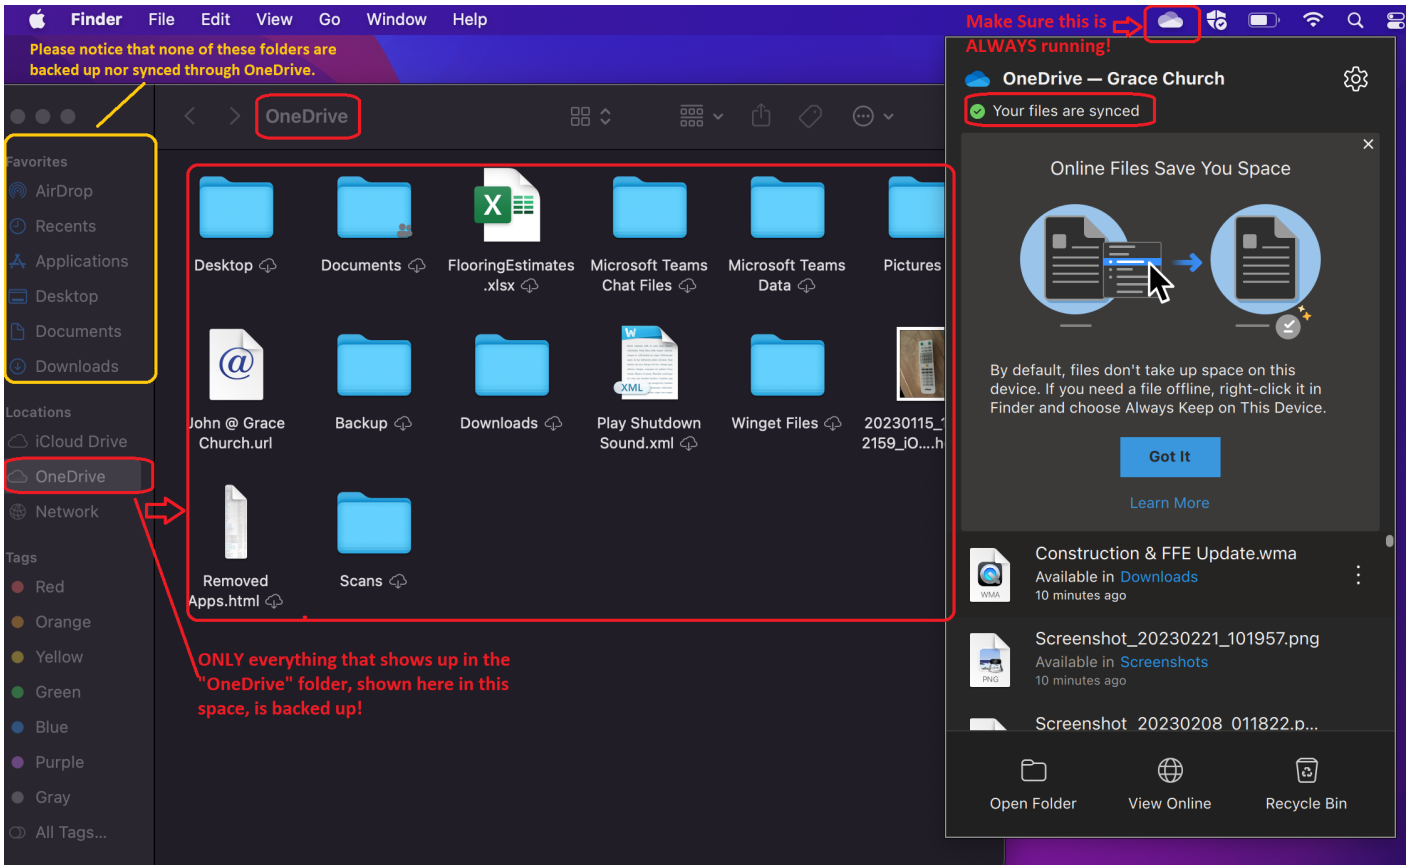 Finder File Edit View Go Window Help
Make Sure this is
ALWAYS running!
Please notice that none of these folders are
backed up nor synced through OneDrive.
OneDrive
Favorites
AirDrop
Recents
Applications
Desktop
Documents
Downloads
Locations
iCloud Drive
OneDrive
Network
Tags
Red
Orange
Yellow
Green
Blue
Purple
Gray
All Tags...
Desktop
Documents
FlooringEstimates
.xlsx
Microsoft Teams
Chat Files
Microsoft Teams
Data
Pictures
X
@
W
XML
John @ Grace
Church.url
Backup
Downloads
Play Shutdown
Sound.xml
Winget Files
20230115_1
2159_iO....h
Removed
Apps.html
Scans
ONLY everything that shows up in the
"OneDrive" folder, shown here in this
space, is backed up!
OneDrive — Grace Church
Your files are synced
Online Files Save You Space
By default, files don't take up space on this
device. If you need a file offline, right-click it in
Finder and choose Always Keep on This Device.
Got It
Learn More
WMA
Construction & FFE Update.wma
Available in Downloads
10 minutes ago
PNG
Screenshot_20230221_101957.png
Available in Screenshots
10 minutes ago
Screenshot_20230208_011822.p...
Open Folder
View Online
Recycle Bin